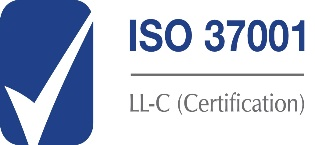 ISO 37001
LL-C (Certification)